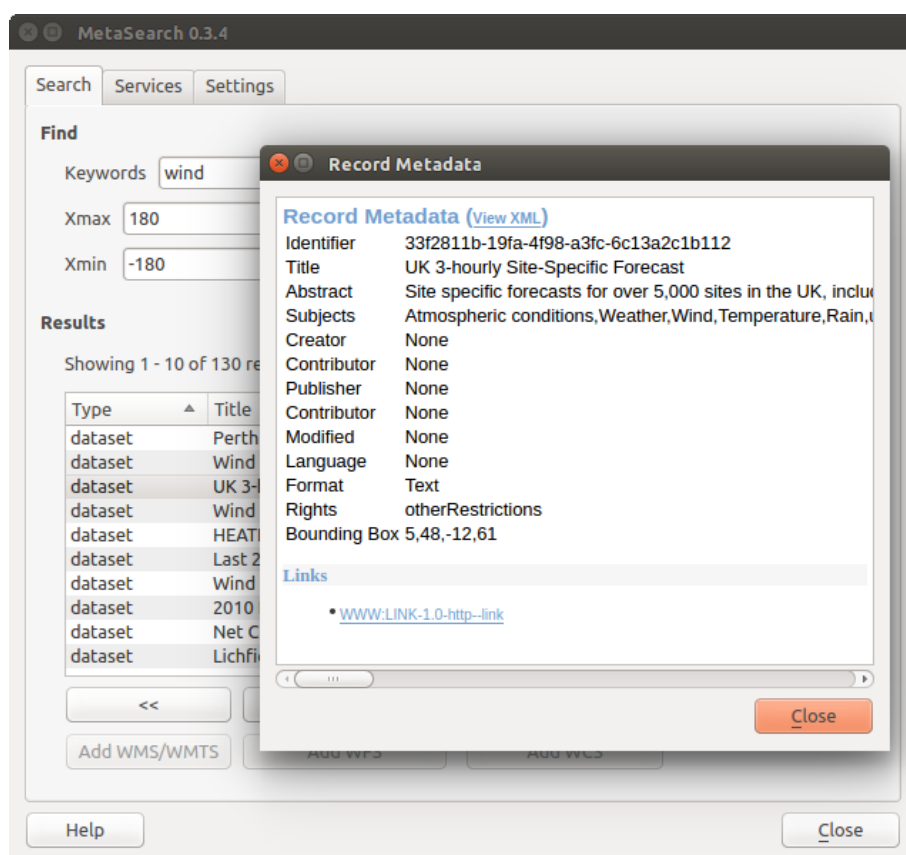 MetaSearch 0.3.4
Search Services Settings
Find
Keywords wind
Xmax 180
Xmin -180
Results
Showing 1 - 10 of 130 re
Type Title
dataset Perth
dataset Wind
dataset UK 3-
dataset Wind
dataset HEAT
dataset Last 2
dataset Wind
dataset 2010
dataset Net C
dataset Lichfi
<<
Add WMS/WMTS Add WFS Add WCS
Help Close
Record Metadata
Record Metadata (View XML)
Identifier 33f2811b-19fa-4f98-a3fc-6c13a2c1b112
Title UK 3-hourly Site-Specific Forecast
Abstract Site specific forecasts for over 5,000 sites in the UK, inclu
Subjects Atmospheric conditions,Weather,Wind,Temperature,Rain,
Creator None
Contributor None
Publisher None
Contributor None
Modified None
Language None
Format Text
Rights otherRestrictions
Bounding Box 5,48,-12,61
Links
WWW:LINK-1.0-http--link
Close